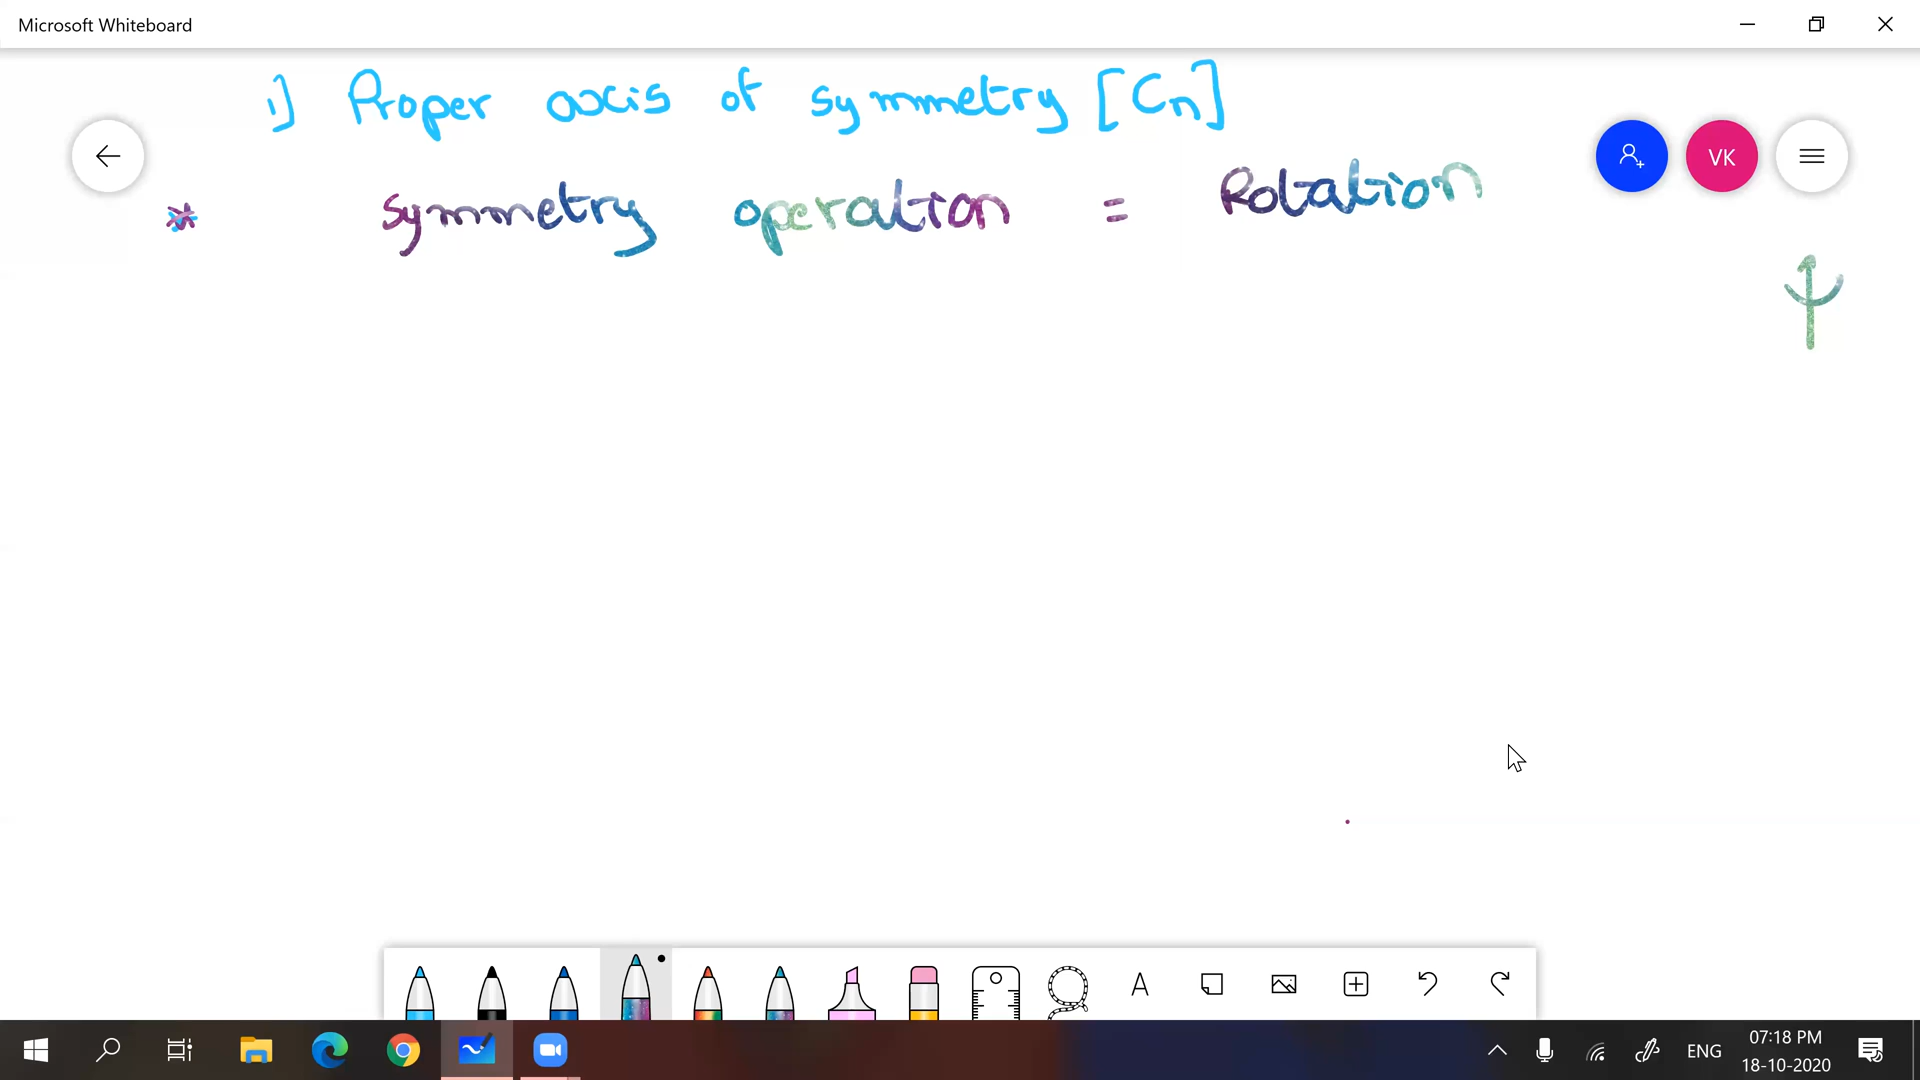 Microsoft Whiteboard
1) Proper axis of symmetry [Cn]
VK
* symmetry operation = Rotation
A
ENG
07:18 PM
18-10-2020